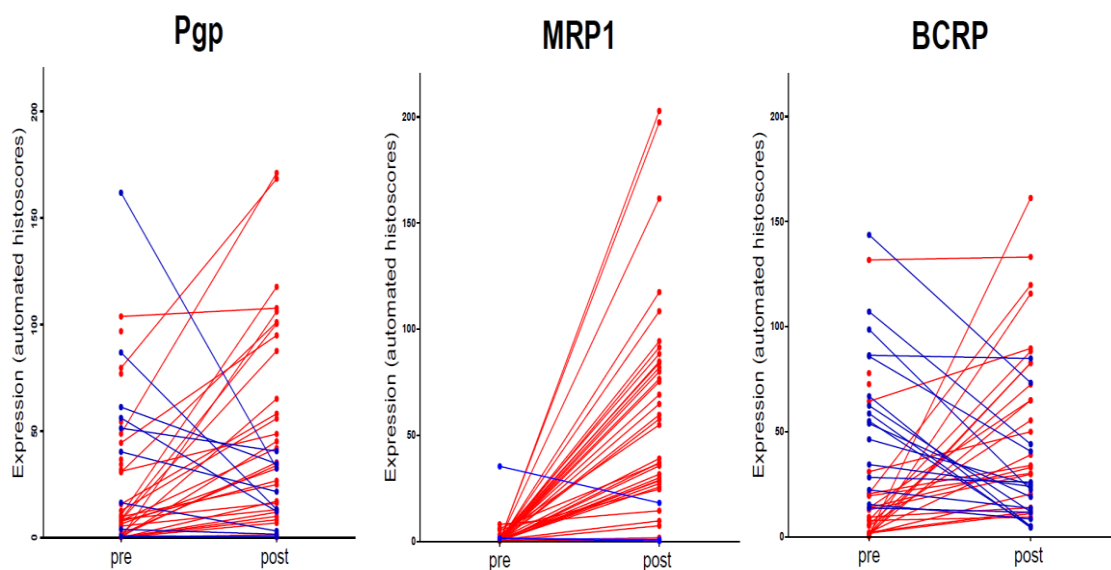 Pgp
MRP1
BCRP
Expression (automated histoscores)
200
150
100
50
0
pre
post
Expression (automated histoscores)
200
150
100
50
0
pre
post
Expression (automated histoscores)
200
150
100
50
0
pre
post